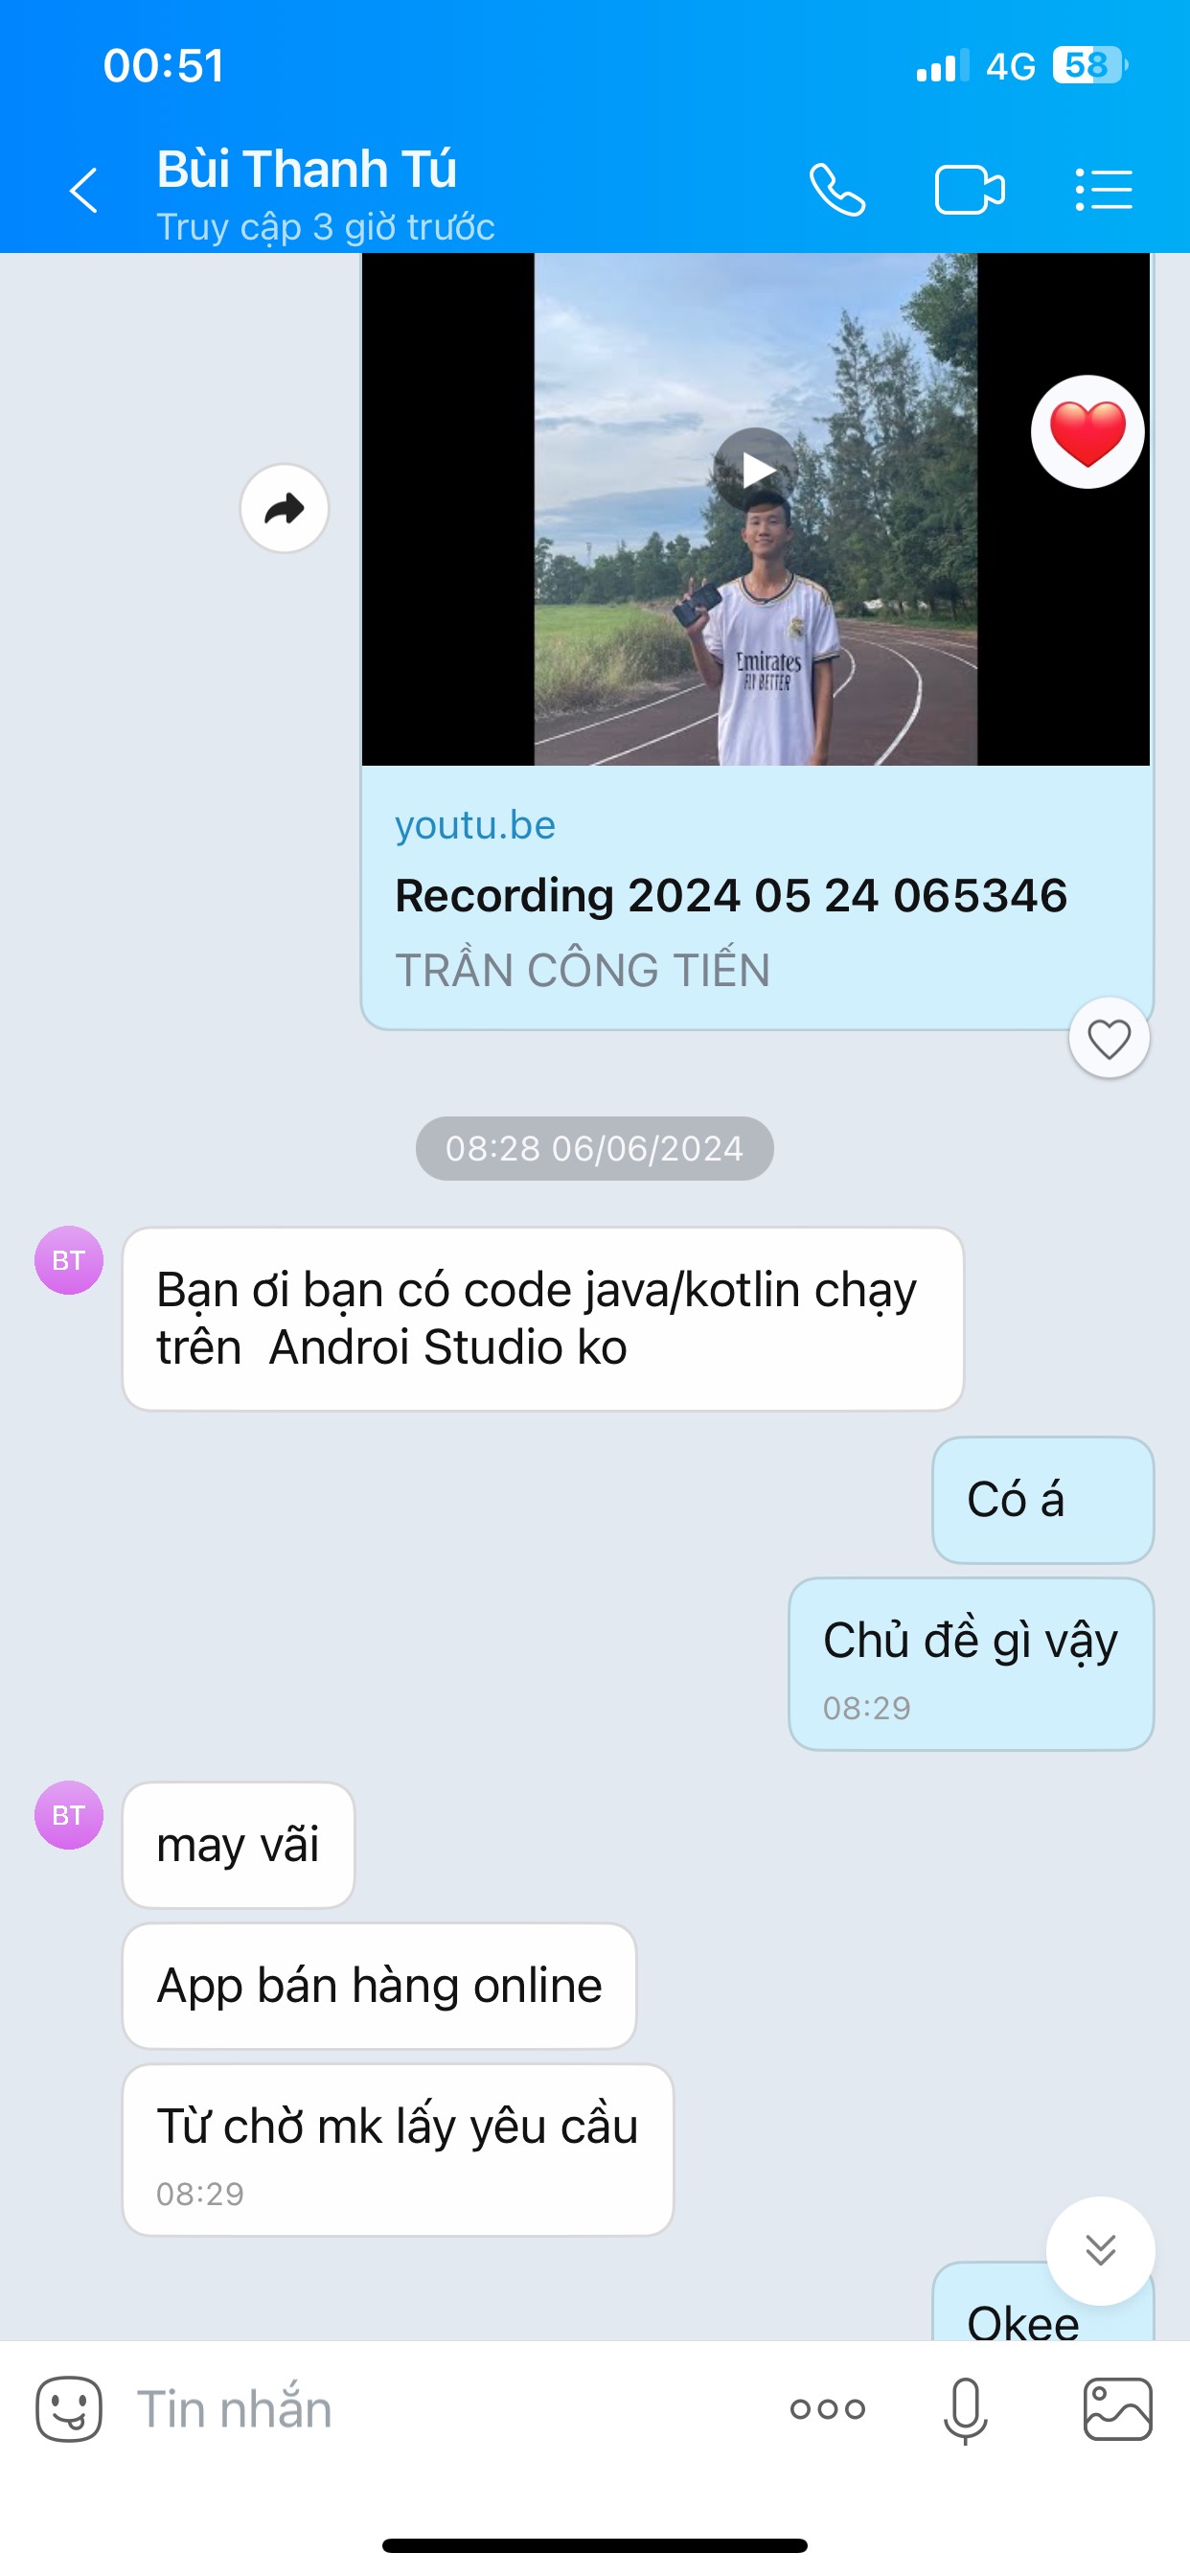 00:51
4G 58
Bùi Thanh Tú
Truy cập 3 giờ trước
Emirates
FLY BETTER
youtu.be
Recording 2024 05 24 065346
TRẦN CÔNG TIẾN
08:28 06/06/2024
BT
Bạn ơi bạn có code java/kotlin chạy
trên  Androi Studio ko
Có á
Chủ đề gì vậy
08:29
BT
may vãi
App bán hàng online
Từ chờ mk lấy yêu cầu
08:29
Okee
Tin nhắn